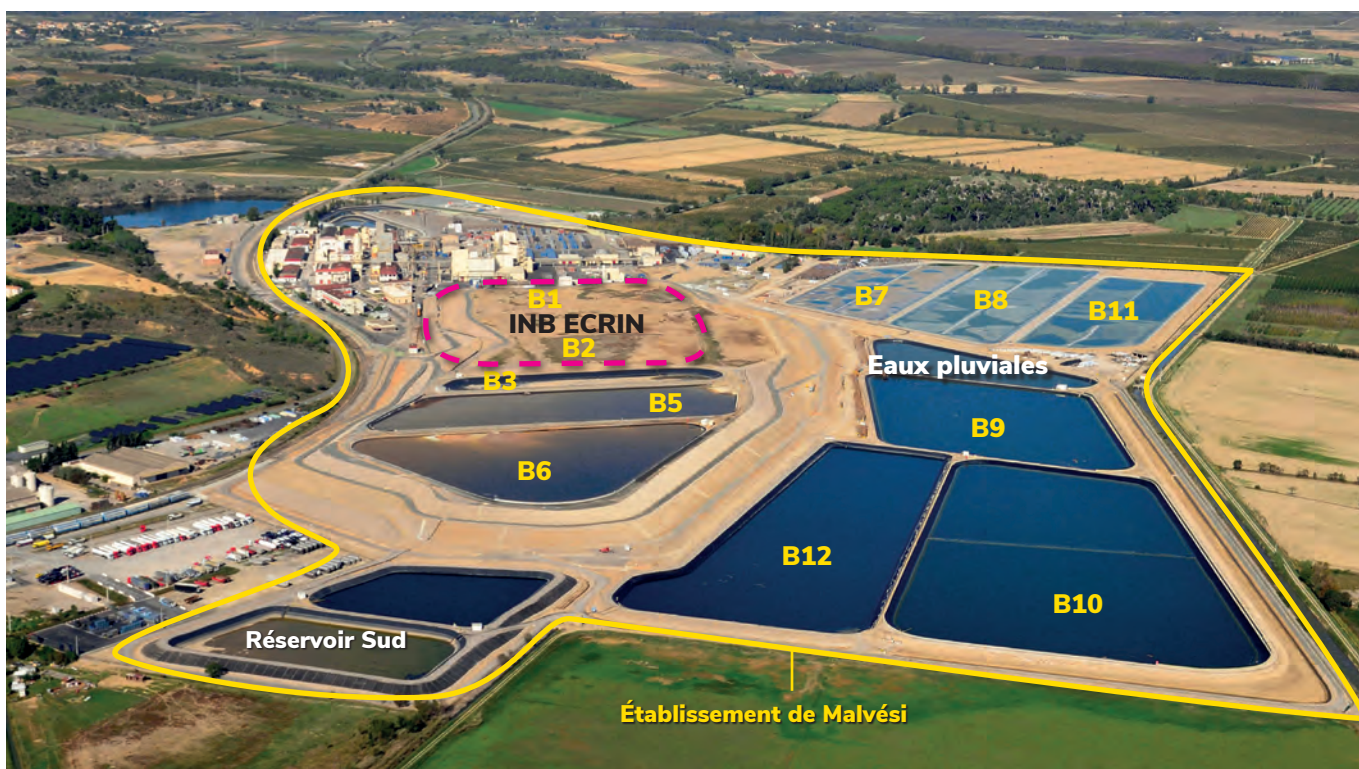 B1
INB ECRIN
B2
B3
B5
B6
B7
B8
B11
Eaux pluviales
B9
B12
B10
Réservoir Sud
Établissement de Malvési